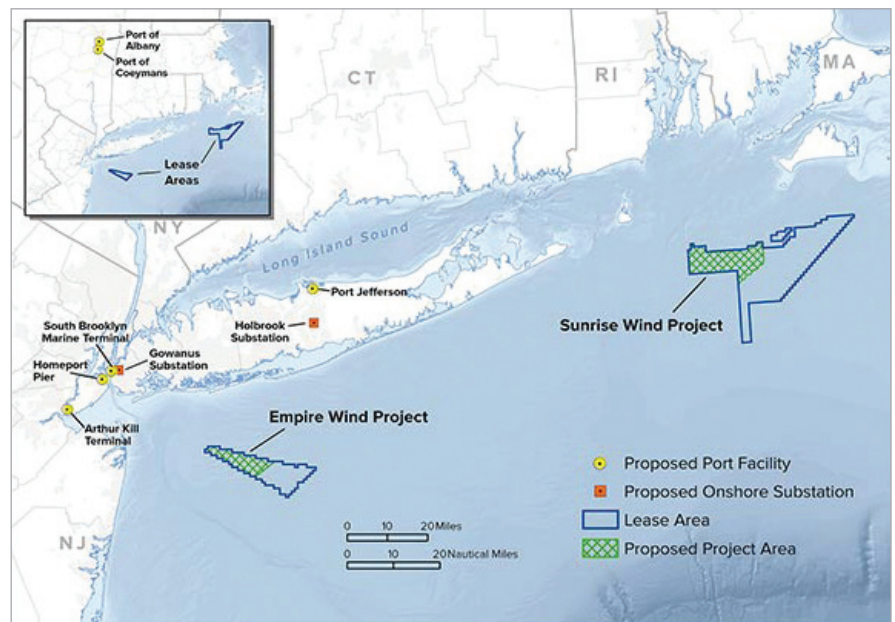 Port of
Albany
Port of
Coeymans
Lease
Areas
CT
RI
MA
NY
Long Island Sound
Port Jefferson
South Brooklyn
Marine Terminal
Holbrook
Substation
Gowanus
Substation
Homeport
Pier
Arthur Kill
Terminal
Sunrise Wind Project
Empire Wind Project
NJ
Proposed Port Facility
Proposed Onshore Substation
Lease Area
Proposed Project Area
0 10 20 Miles
0 10 20 Nautical Miles